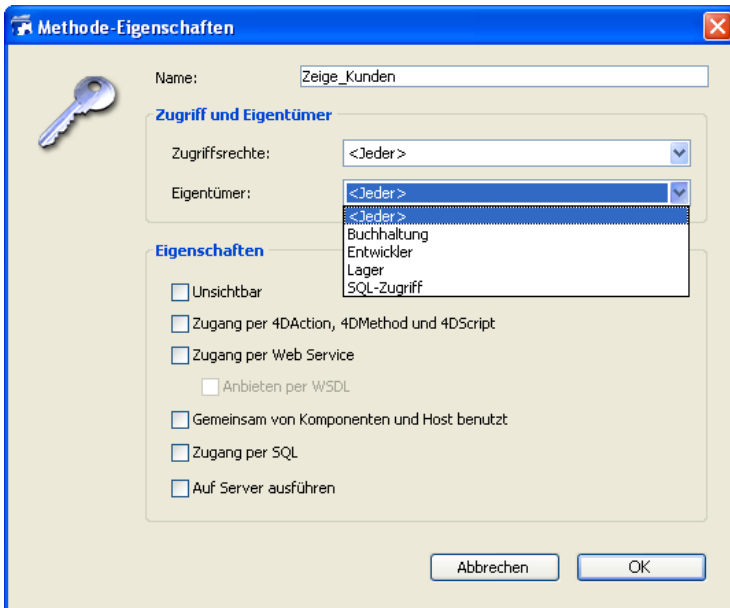 Methode-Eigenschaften
Name: Zeige_Kunden
Zugriff und Eigentümer
Zugriffsrechte: <Jeder>
Eigentümer: <Jeder>
<Jeder>
Buchhaltung
Entwickler
Lager
SQL-Zugriff
Eigenschaften
Unsichtbar
Zugang per 4DAction, 4DMethod und 4DScript
Zugang per Web Service
Anbieten per WSDL
Gemeinsam von Komponenten und Host benutzt
Zugang per SQL
Auf Server ausführen
Abbrechen OK